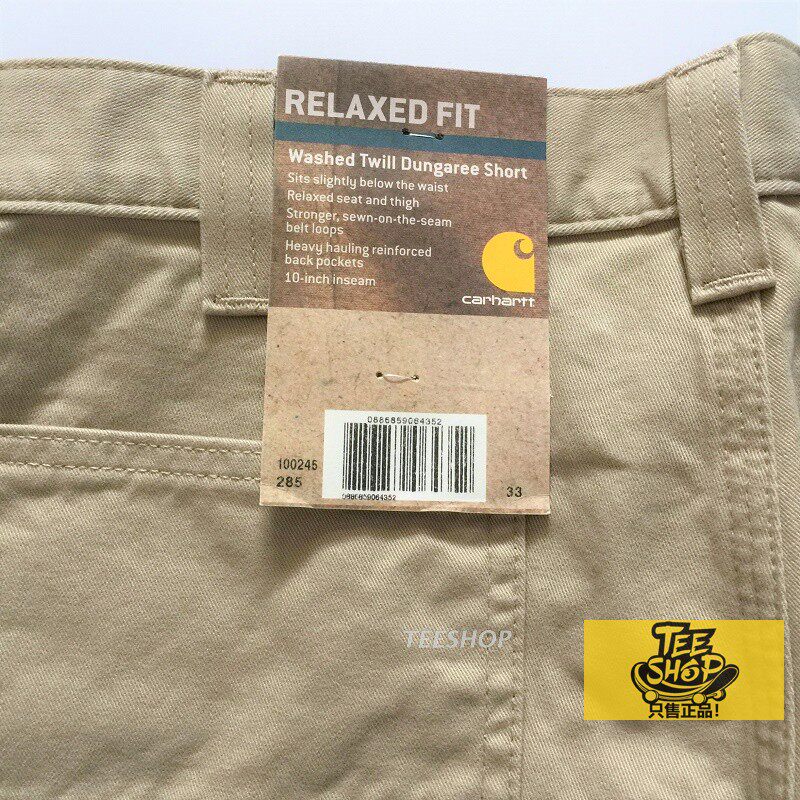 RELAXED FIT
Washed Twill Dungaree Short
Sits slightly below the waist
Relaxed seat and thigh
Stronger, sewn-on-the-seam
belt loops
Heavy hauling reinforced
back pockets
10-inch inseam
carhartt
0886859064352
100245
285
0886859064352
33
TEESHOP
TEE
SHOP
只售正品!